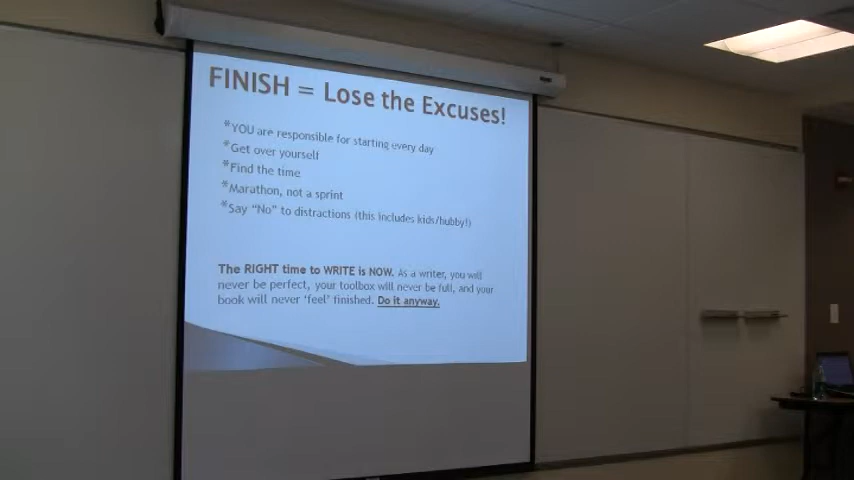 FINISH = Lose the Excuses!
*YOU are responsible for starting every day
*Get over yourself
*Find the time
*Marathon, not a sprint
*Say “No” to distractions (this includes kids/hubby!)
The RIGHT time to WRITE is NOW. As a writer, you will
never be perfect, your toolbox will never be full, and your
book will never ‘feel’ finished. Do it anyway.